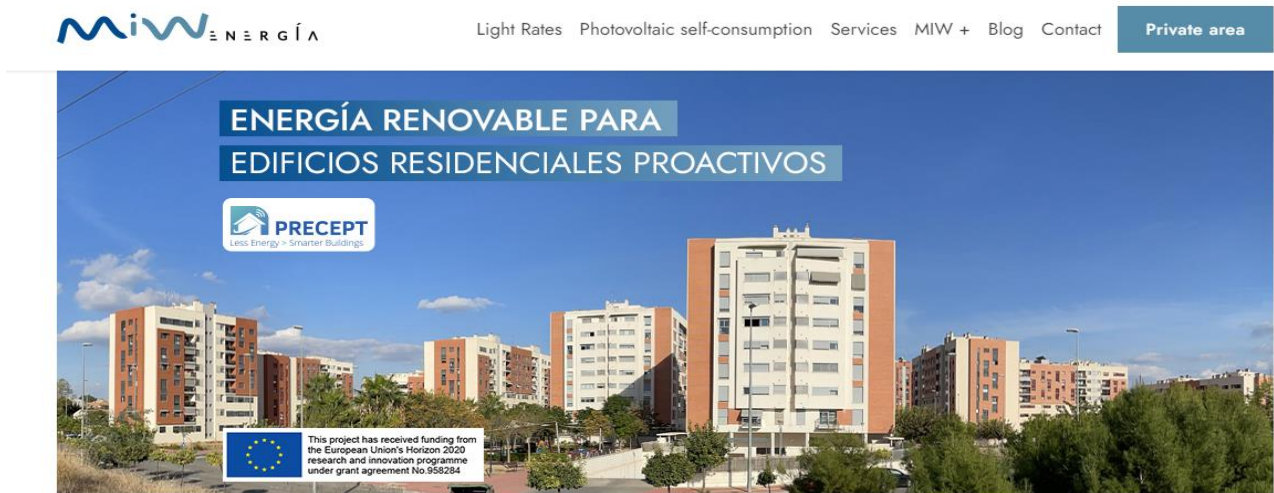 MiW ENERGÍA
Light Rates Photovoltaic self-consumption Services MIW + Blog Contact Private area
ENERGÍA RENOVABLE PARA
EDIFICIOS RESIDENCIALES PROACTIVOS
PRECEPT
Less Energy > Smarter Buildings
This project has received funding from
the European Union's Horizon 2020
research and innovation programme
under grant agreement No.958284